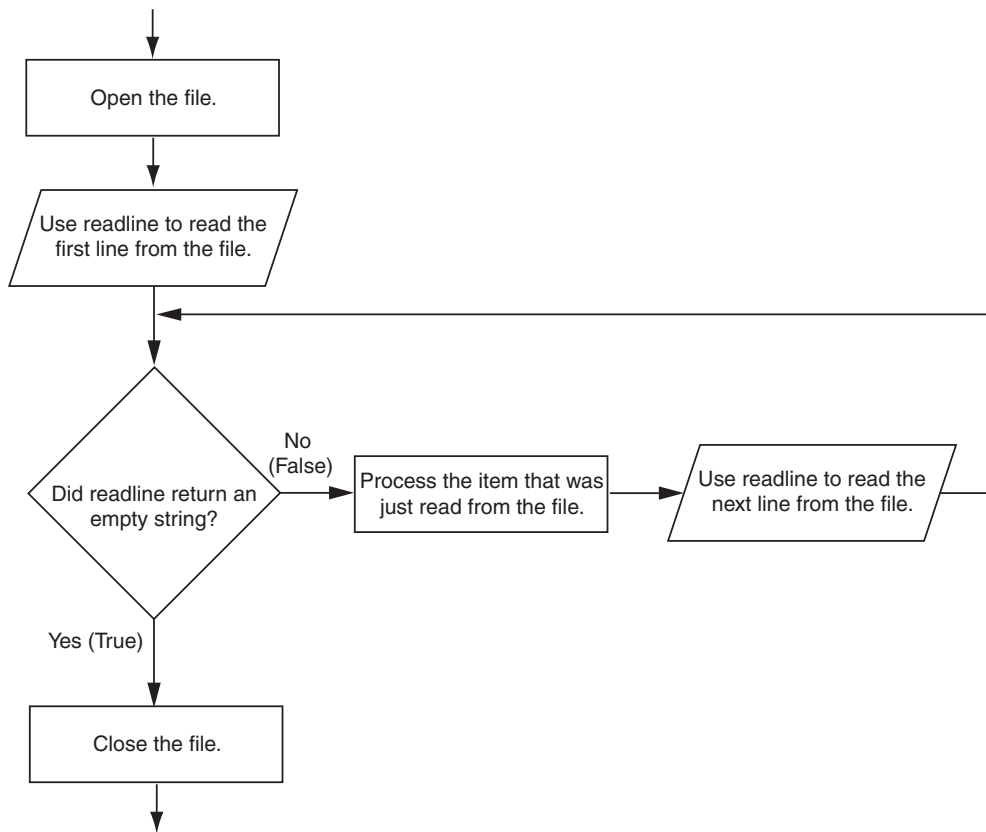 Open the file.
Use readline to read the
first line from the file.
No
(False)
Did readline return an
empty string?
Process the item that was
just read from the file.
Use readline to read the
next line from the file.
Yes (True)
Close the file.